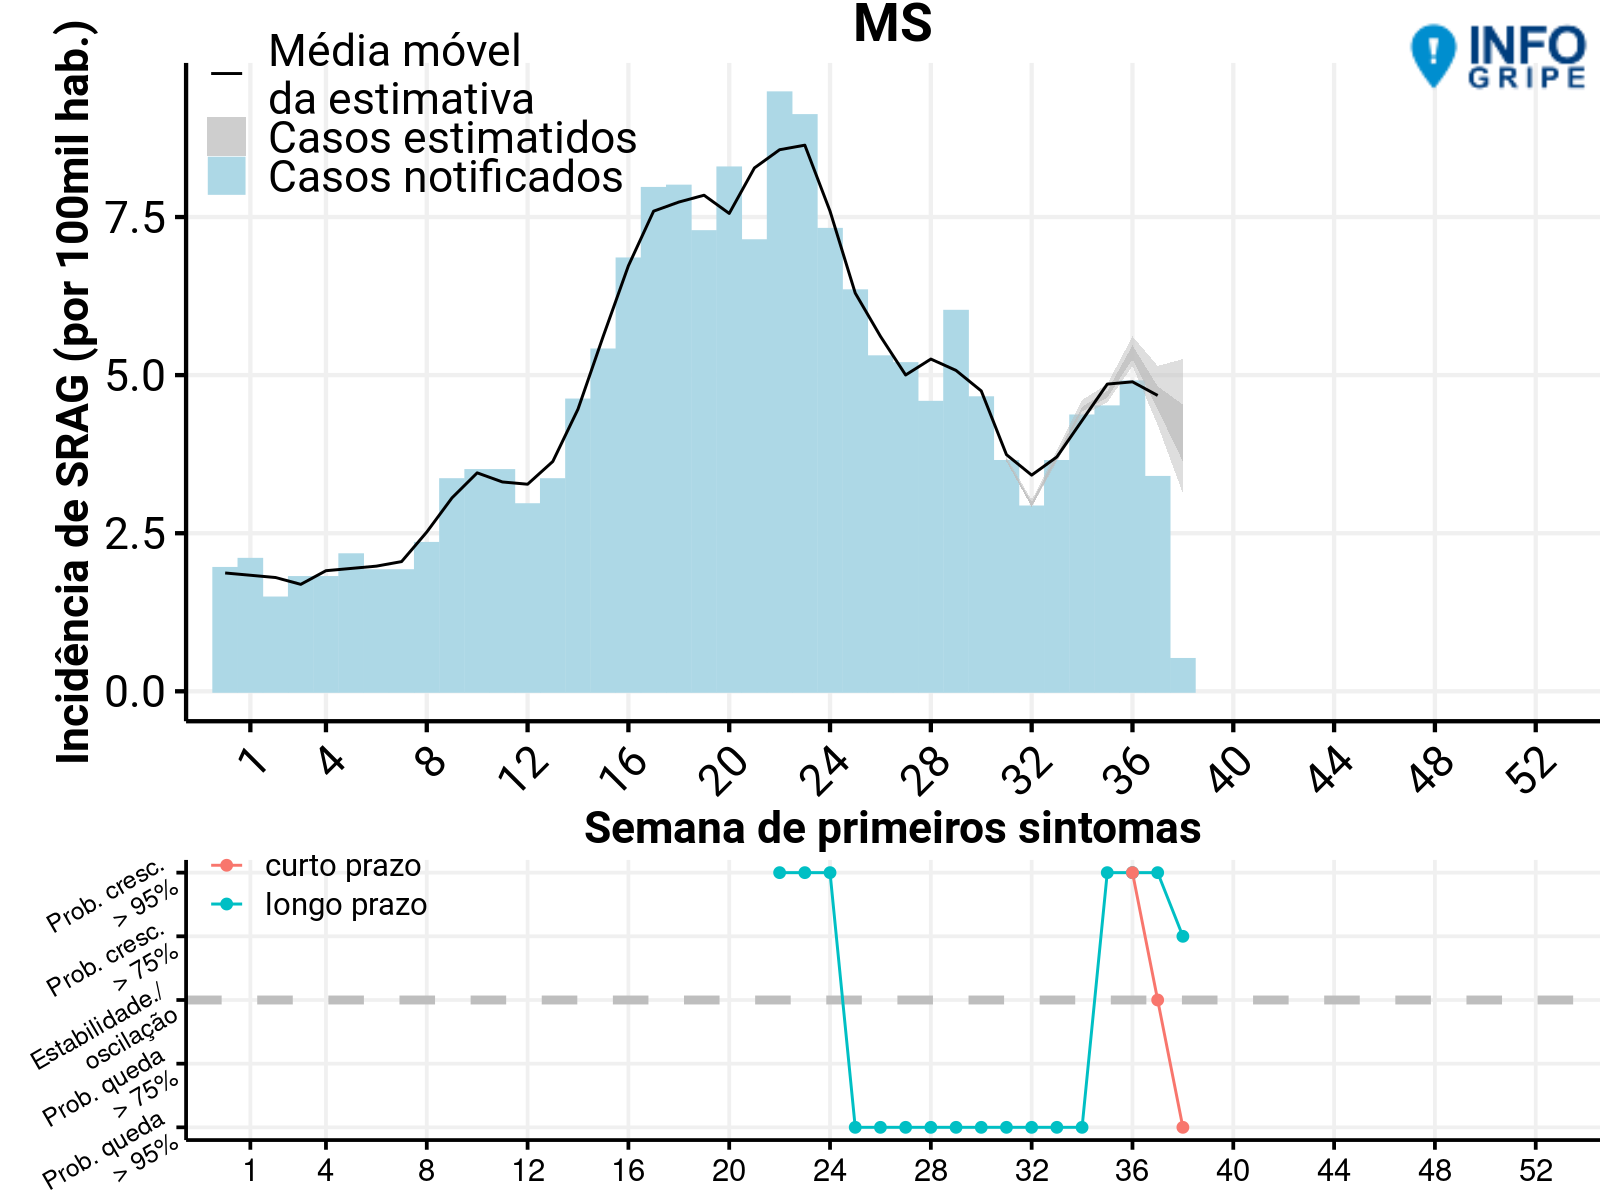 MS
INFO
GRIPE
Média móvel
da estimativa
Casos estimatidos
Casos notificados
Incidência de SRAG (por 100mil hab.)
7.5
5.0
2.5
0.0
1 4 8 12 16 20 24 28 32 36 40 44 48 52
Semana de primeiros sintomas
curto prazo
longo prazo
Prob. cresc.
> 95%
Prob. cresc.
> 75%
Estabilidade./
oscilação
Prob. queda
> 75%
Prob. queda
> 95%
1 4 8 12 16 20 24 28 32 36 40 44 48 52